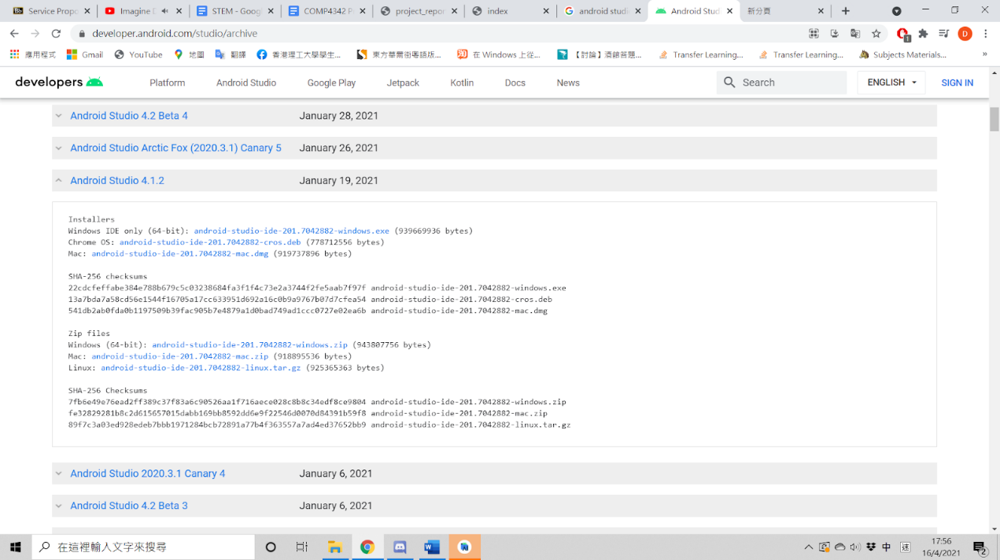 Service Propo
Imagine D
STEM - Goog
COMP4342 P
project_repor
index
android studi
Android Stud
新分頁
developer.android.com/studio/archive
應用程式
Gmail
YouTube
地圖
翻譯
香港理工大學學生...
東方華爾街粵語版...
在 Windows 上從...
【討論】酒館答題...
Transfer Learning...
Transfer Learning...
Subjects Materials...
»
developers
Platform
Android Studio
Google Play
Jetpack
Kotlin
Docs
News
Search
ENGLISH
SIGN IN
Android Studio 4.2 Beta 4 January 28, 2021
Android Studio Arctic Fox (2020.3.1) Canary 5 January 26, 2021
Android Studio 4.1.2 January 19, 2021
Installers
Windows IDE only (64-bit): android-studio-ide-201.7042882-windows.exe (939669936 bytes)
Chrome OS: android-studio-ide-201.7042882-cros.deb (778712556 bytes)
Mac: android-studio-ide-201.7042882-mac.dmg (919737896 bytes)
SHA-256 checksums
22cdcfeffabe384e788b679c5c03238684fa3f1f4c73e2a3744f2fe5aab7f97f android-studio-ide-201.7042882-windows.exe
13a7bda7a58cd56e1544f16705a17cc633951d692a16c0b9a9767b07d7cfea54 android-studio-ide-201.7042882-cros.deb
541db2ab0fda0b1197509b39fac905b7e4879a1d0bad749ad1ccc0727e02ea6b android-studio-ide-201.7042882-mac.dmg
Zip files
Windows (64-bit): android-studio-ide-201.7042882-windows.zip (943807756 bytes)
Mac: android-studio-ide-201.7042882-mac.zip (918895536 bytes)
Linux: android-studio-ide-201.7042882-linux.tar.gz (925365363 bytes)
SHA-256 Checksums
7fb6e49e76ead2ff389c37f83a6c90526aa1f716aece028c8b8c34edf8ce9804 android-studio-ide-201.7042882-windows.zip
fe32829281b8c2d615657015dabb169bb8592dd6e9f22546d0070d84391b59f8 android-studio-ide-201.7042882-mac.zip
89f7c3a03ed928edeb7bbb1971284bcb72891a77b4f363557a7ad4ed37652bb9 android-studio-ide-201.7042882-linux.tar.gz
Android Studio 2020.3.1 Canary 4 January 6, 2021
Android Studio 4.2 Beta 3 January 6, 2021
在這裡輸入文字來搜尋
中
17:56
16/4/2021
2